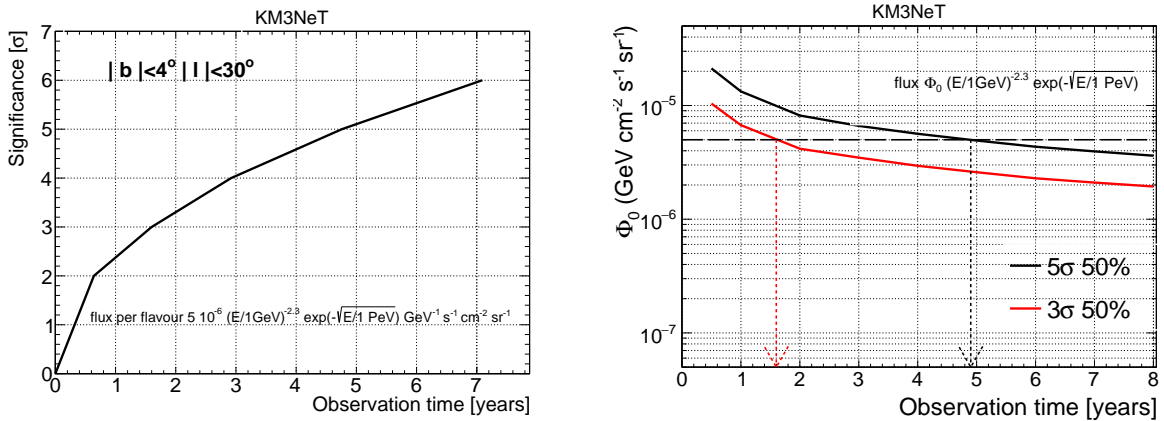 KM3NeT
Significance [σ]
7
6
5
4
3
2
1
0
| b |<4° | l |<30°
flux per flavour 5 10⁻⁶ (E/1GeV)⁻²·³ exp(-√E/1 PeV) GeV⁻¹ s⁻¹ cm⁻² sr⁻¹
0 1 2 3 4 5 6 7
Observation time [years]
KM3NeT
Φ₀ (GeV cm⁻² s⁻¹ sr⁻¹)
10⁻⁵
10⁻⁶
10⁻⁷
flux Φ₀ (E/1GeV)⁻²·³ exp(-√E/1 PeV)
5σ 50%
3σ 50%
0 1 2 3 4 5 6 7 8
Observation time [years]